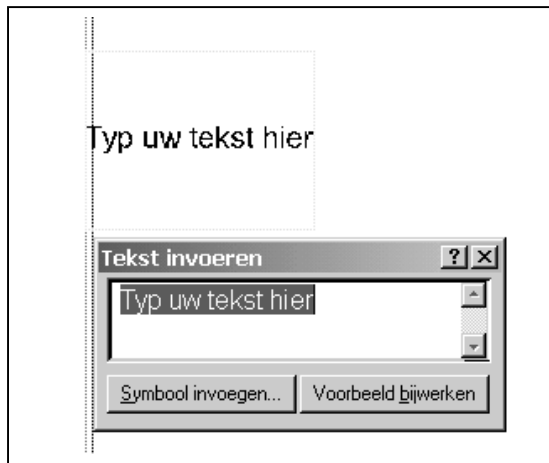 Typ uw tekst hier
Tekst invoeren
Typ uw tekst hier
Symbool invoegen... Voorbeeld bijwerken